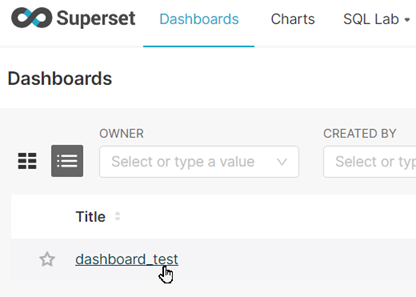 Superset Dashboards Charts SQL Lab
Dashboards
OWNER CREATED BY
Select or type a value Select or typ
Title
dashboard_test